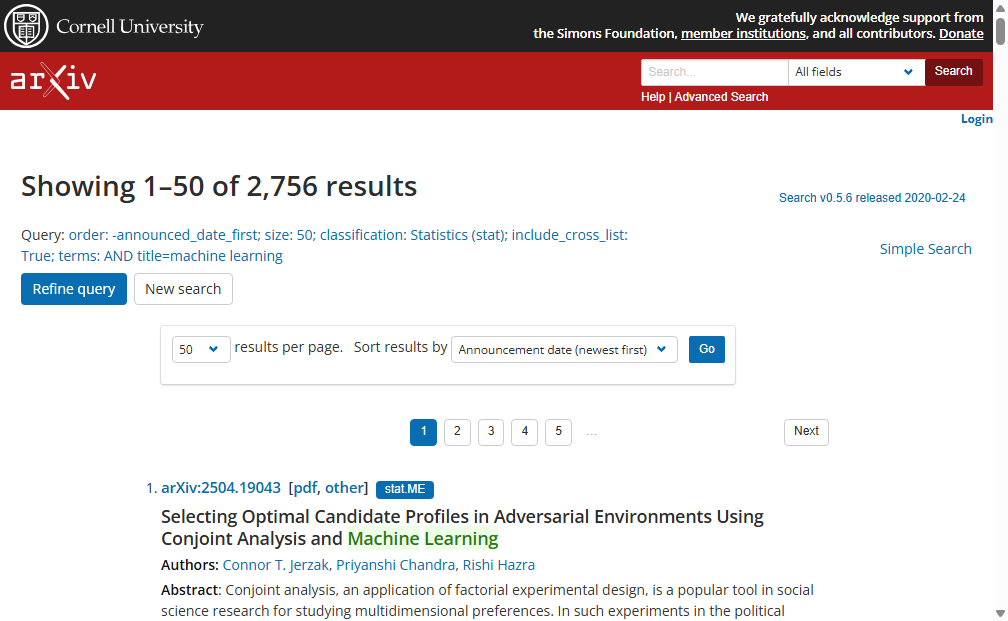 Cornell University
We gratefully acknowledge support from
the Simons Foundation, member institutions, and all contributors. Donate
arXiv
Search...
All fields
Search
Help | Advanced Search
Login
Showing 1–50 of 2,756 results
Search v0.5.6 released 2020-02-24
Query: order: -announced_date_first; size: 50; classification: Statistics (stat); include_cross_list:
True; terms: AND title=machine learning
Simple Search
Refine query
New search
50 results per page. Sort results by Announcement date (newest first) Go
1 2 3 4 5 ... Next
1. arXiv:2504.19043 [pdf, other] stat.ME
Selecting Optimal Candidate Profiles in Adversarial Environments Using
Conjoint Analysis and Machine Learning
Authors: Connor T. Jerzak, Priyanshi Chandra, Rishi Hazra
Abstract: Conjoint analysis, an application of factorial experimental design, is a popular tool in social
science research for studying multidimensional preferences. In such experiments in the political